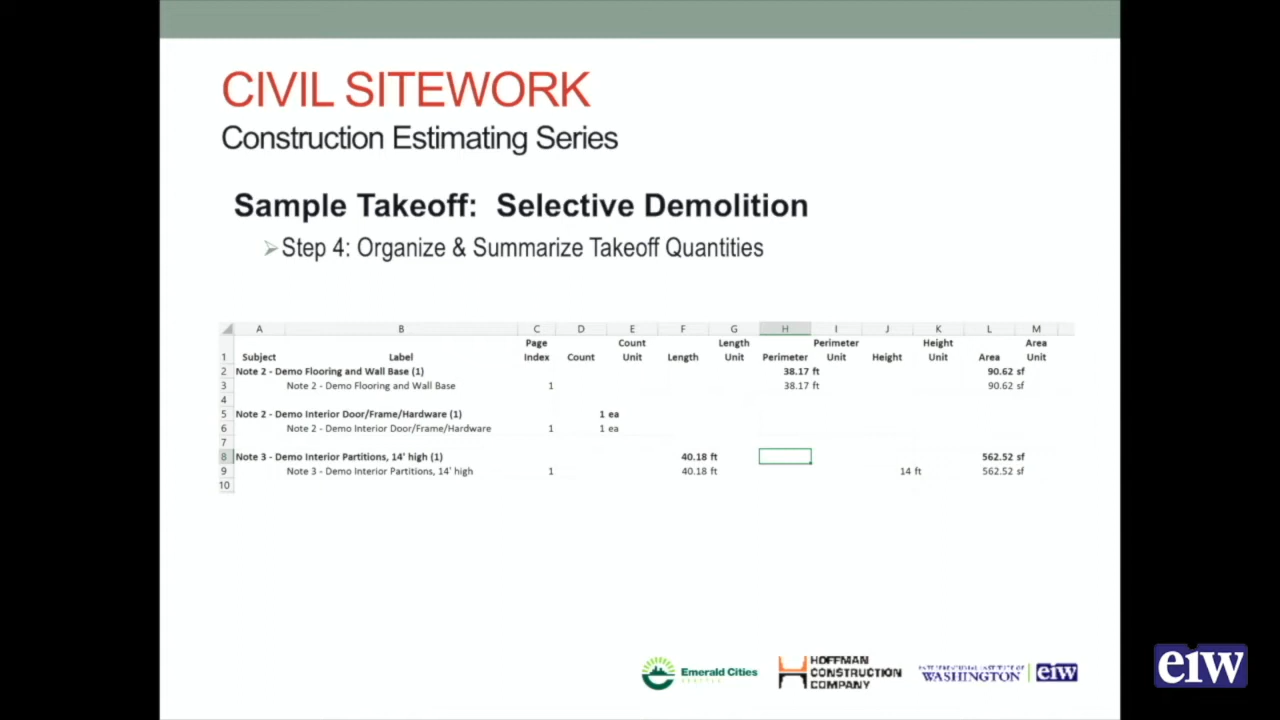 CIVIL SITEWORK
Construction Estimating Series
Sample Takeoff: Selective Demolition
Step 4: Organize & Summarize Takeoff Quantities
A B C D E F G H I J K L M
Page Count Length Perimeter Height Area
1 Subject Label Index Count Unit Length Unit Perimeter Unit Height Unit Area Unit
2 Note 2 - Demo Flooring and Wall Base (1) 38.17 ft 90.62 sf
3 Note 2 - Demo Flooring and Wall Base 1 38.17 ft 90.62 sf
4
5 Note 2 - Demo Interior Door/Frame/Hardware (1) 1 ea
6 Note 2 - Demo Interior Door/Frame/Hardware 1 1 ea
7
8 Note 3 - Demo Interior Partitions, 14' high (1) 40.18 ft 562.52 sf
9 Note 3 - Demo Interior Partitions, 14' high 1 40.18 ft 14 ft 562.52 sf
10
Emerald Cities
HOFFMAN
CONSTRUCTION
COMPANY
WASHINGTON
e1w
e1w